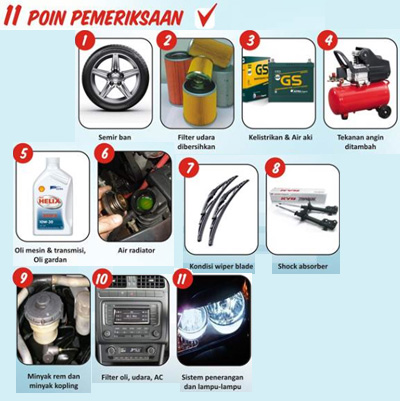 11 POIN PEMERIKSAAN
1
2
3
4
GS
GS
Semir ban
Filter udara
dibersihkan
Kelistrikan & Air aki
Tekanan angin
ditambah
5
6
7
8
HELIX
KYB
Oli mesin & transmisi,
Oli gardan
Air radiator
Kondisi wiper blade
Shock absorber
9
10
11
Minyak rem dan
minyak kopling
Filter oli, udara, AC
Sistem penerangan
dan lampu-lampu